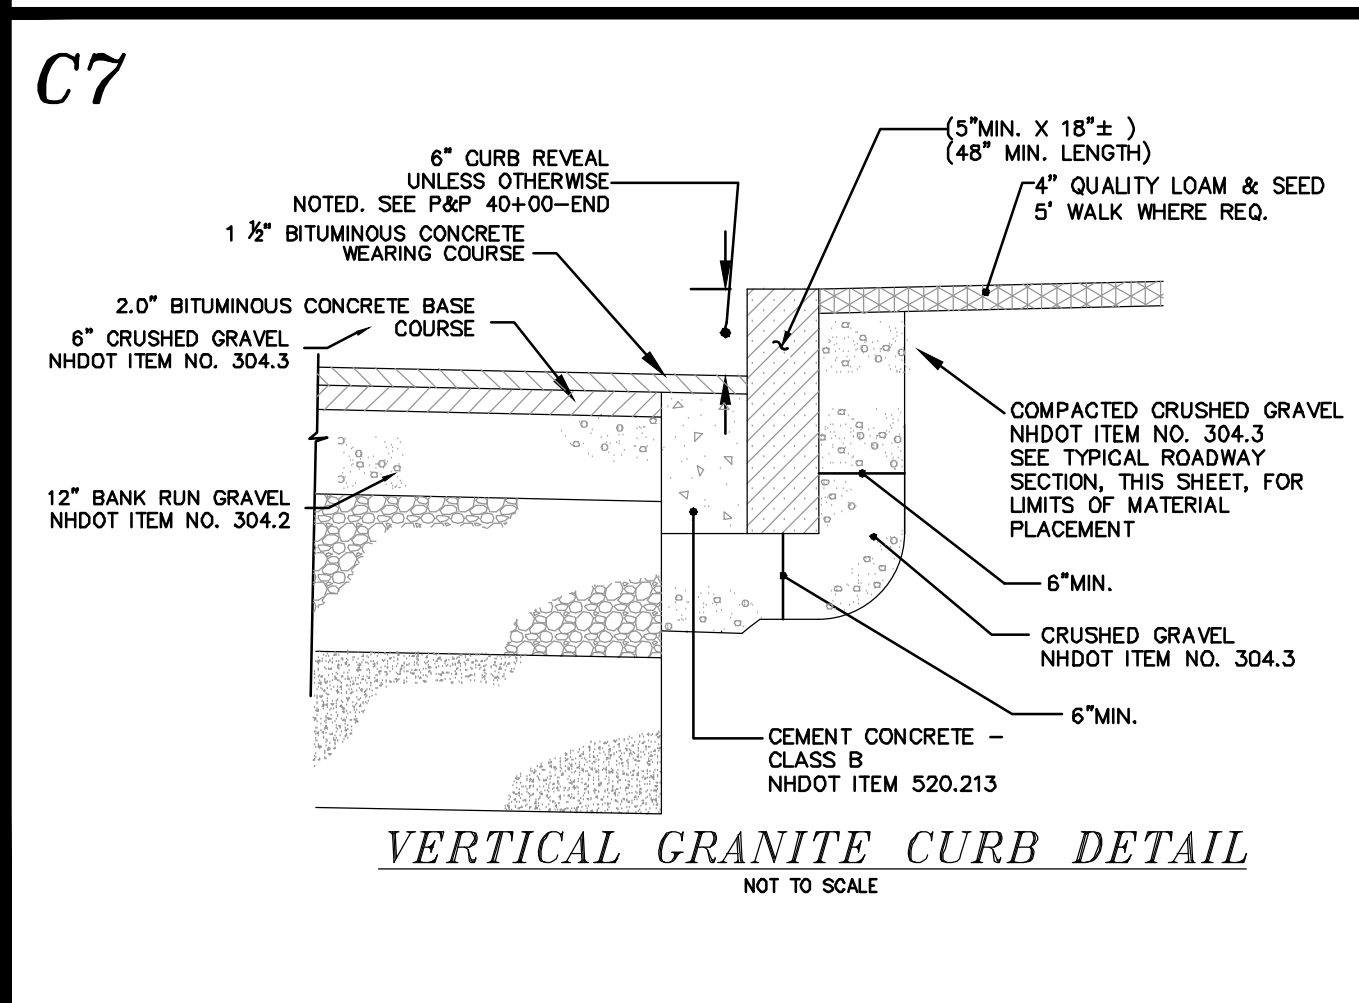 C7
(5"MIN. X 18"± )
(48" MIN. LENGTH)
6" CURB REVEAL
UNLESS OTHERWISE
NOTED. SEE P&P 40+00-END
4" QUALITY LOAM & SEED
5' WALK WHERE REQ.
1 ½" BITUMINOUS CONCRETE
WEARING COURSE
2.0" BITUMINOUS CONCRETE BASE
COURSE
6" CRUSHED GRAVEL
NHDOT ITEM NO. 304.3
COMPACTED CRUSHED GRAVEL
NHDOT ITEM NO. 304.3
SEE TYPICAL ROADWAY
SECTION, THIS SHEET, FOR
LIMITS OF MATERIAL
PLACEMENT
12" BANK RUN GRAVEL
NHDOT ITEM NO. 304.2
6"MIN.
CRUSHED GRAVEL
NHDOT ITEM NO. 304.3
6"MIN.
CEMENT CONCRETE -
CLASS B
NHDOT ITEM 520.213
VERTICAL GRANITE CURB DETAIL
NOT TO SCALE